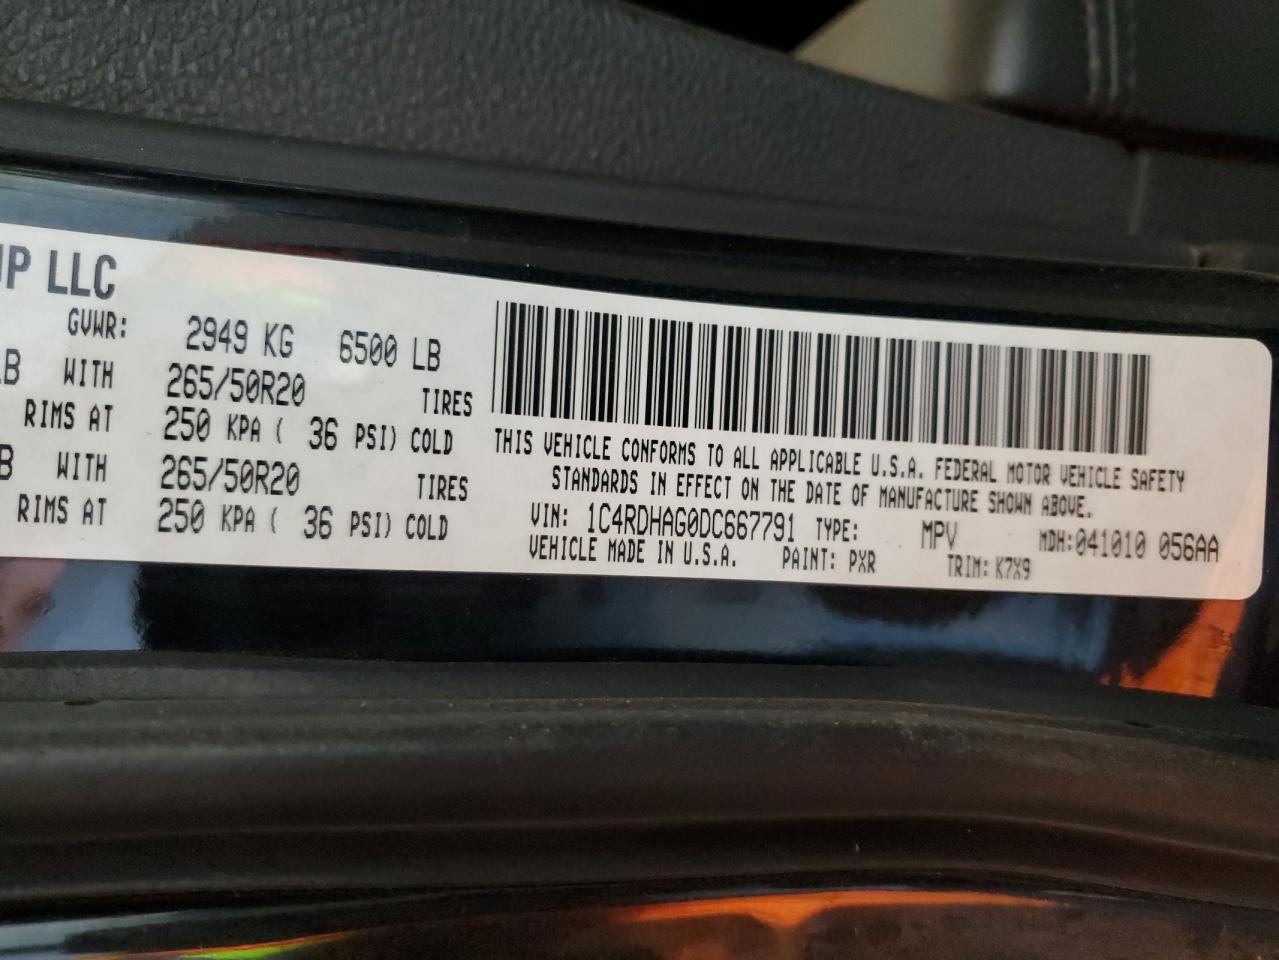 UP LLC
GVWR: 2949 KG 6500 LB
LB WITH 265/50R20 TIRES
RIMS AT 250 KPA ( 36 PSI) COLD
B WITH 265/50R20 TIRES
RIMS AT 250 KPA ( 36 PSI) COLD
THIS VEHICLE CONFORMS TO ALL APPLICABLE U.S.A. FEDERAL MOTOR VEHICLE SAFETY
STANDARDS IN EFFECT ON THE DATE OF MANUFACTURE SHOWN ABOVE.
VIN: 1C4RDHAG0DC667791 TYPE: MPV MDH:041010 056AA
VEHICLE MADE IN U.S.A. PAINT: PXR TRIM: K7X9